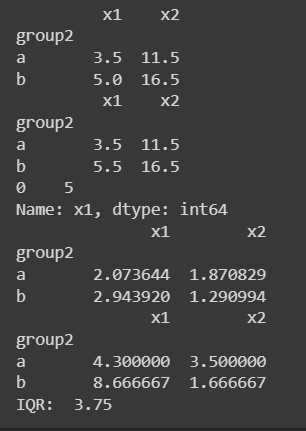 x1 x2
group2
a 3.5 11.5
b 5.0 16.5
x1 x2
group2
a 3.5 11.5
b 5.5 16.5
0 5
Name: x1, dtype: int64
x1 x2
group2
a 2.073644 1.870829
b 2.943920 1.290994
x1 x2
group2
a 4.300000 3.500000
b 8.666667 1.666667
IQR: 3.75